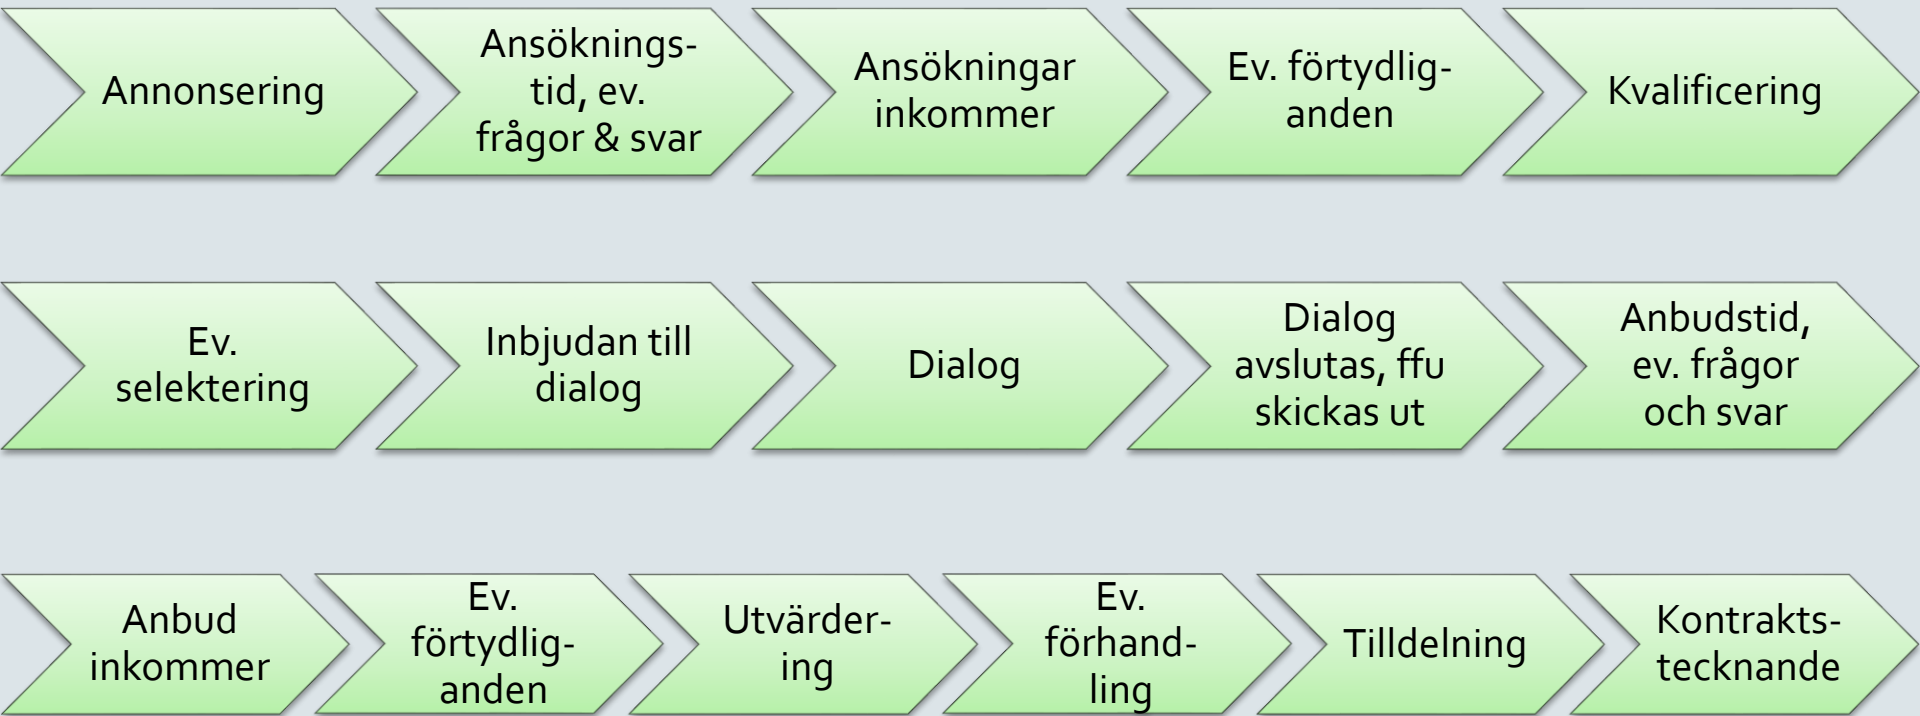 Annonsering
Ansöknings-
tid, ev.
frågor & svar
Ansökningar
inkommer
Ev. förtydlig-
anden
Kvalificering
Ev.
selektering
Inbjudan till
dialog
Dialog
Dialog
avslutas, ffu
skickas ut
Anbudstid,
ev. frågor
och svar
Anbud
inkommer
Ev.
förtydlig-
anden
Utvärder-
ing
Ev.
förhand-
ling
Tilldelning
Kontrakts-
tecknande